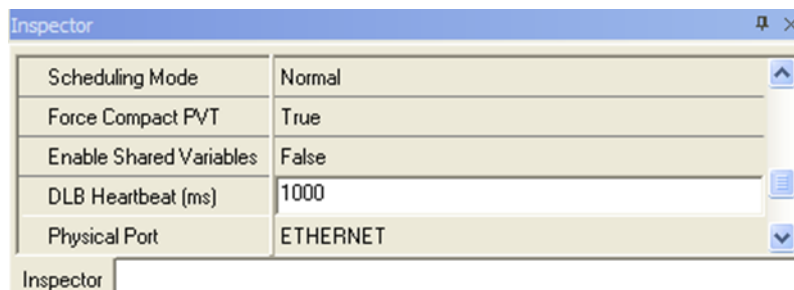 Inspector
Scheduling Mode Normal
Force Compact PVT True
Enable Shared Variables False
DLB Heartbeat (ms) 1000
Physical Port ETHERNET
Inspector